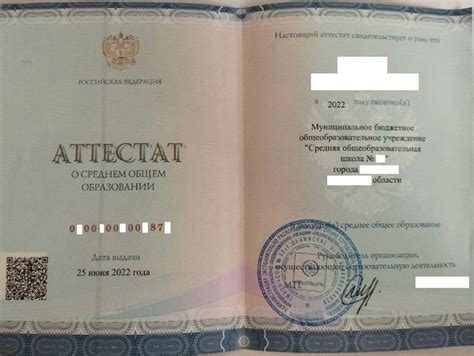 РОССИЙСКАЯ ФЕДЕРАЦИЯ
АТТЕСТАТ
О СРЕДНЕМ ОБЩЕМ
ОБРАЗОВАНИИ
Дата выдачи
25 июня 2022 года
Настоящий аттестат свидетельствует о том, что
в 2022 году окончил(а)
Муниципальное бюджетное
общеобразовательное учреждение
"Средняя общеобразовательная
школа №
города
области
среднее общее образование
Руководитель организации,
осуществляющей образовательную деятельность
М.П.